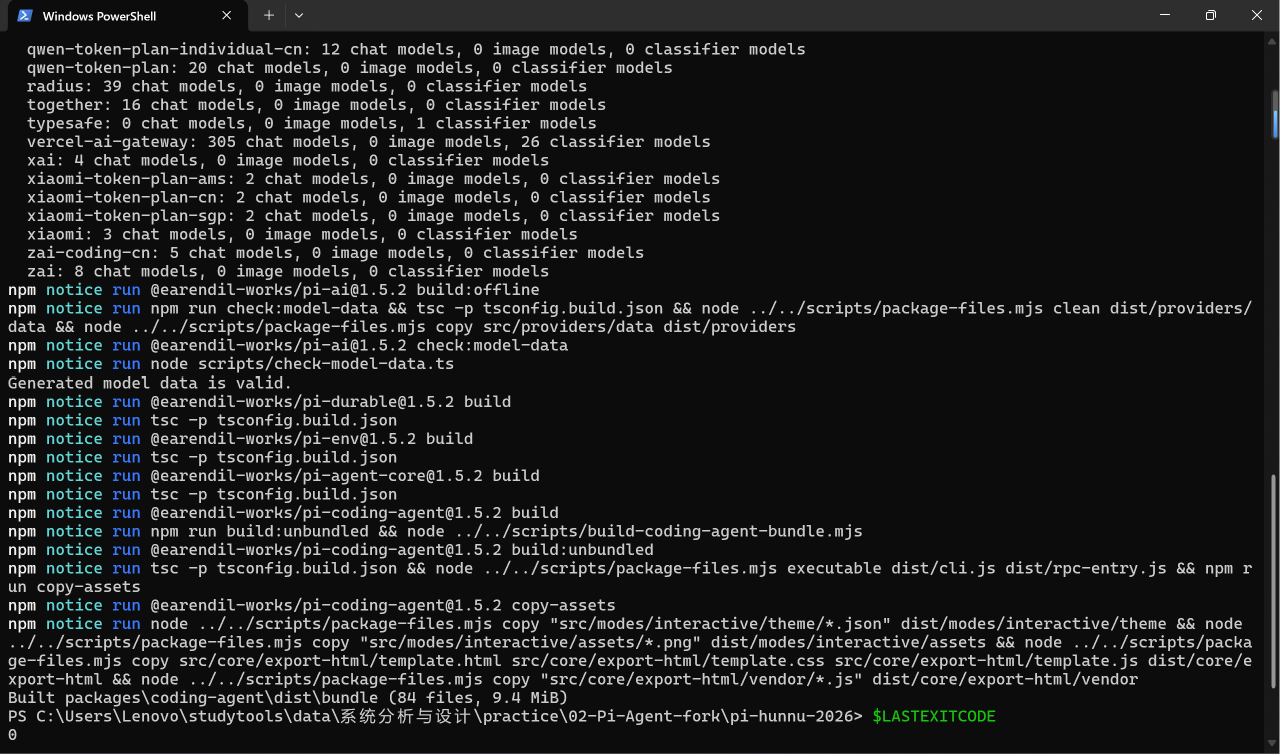 Windows PowerShell
qwen-token-plan-individual-cn: 12 chat models, 0 image models, 0 classifier models
qwen-token-plan: 20 chat models, 0 image models, 0 classifier models
radius: 39 chat models, 0 image models, 0 classifier models
together: 16 chat models, 0 image models, 0 classifier models
typesafe: 0 chat models, 0 image models, 1 classifier models
vercel-ai-gateway: 305 chat models, 0 image models, 26 classifier models
xai: 4 chat models, 0 image models, 0 classifier models
xiaomi-token-plan-ams: 2 chat models, 0 image models, 0 classifier models
xiaomi-token-plan-cn: 2 chat models, 0 image models, 0 classifier models
xiaomi-token-plan-sgp: 2 chat models, 0 image models, 0 classifier models
xiaomi: 3 chat models, 0 image models, 0 classifier models
zai-coding-cn: 5 chat models, 0 image models, 0 classifier models
zai: 8 chat models, 0 image models, 0 classifier models
npm notice run @earendil-works/pi-ai@1.5.2 build:offline
npm notice run npm run check:model-data && tsc -p tsconfig.build.json && node ../../scripts/package-files.mjs clean dist/providers/
data && node ../../scripts/package-files.mjs copy src/providers/data dist/providers
npm notice run @earendil-works/pi-ai@1.5.2 check:model-data
npm notice run node scripts/check-model-data.ts
Generated model data is valid.
npm notice run @earendil-works/pi-durable@1.5.2 build
npm notice run tsc -p tsconfig.build.json
npm notice run @earendil-works/pi-env@1.5.2 build
npm notice run tsc -p tsconfig.build.json
npm notice run @earendil-works/pi-agent-core@1.5.2 build
npm notice run tsc -p tsconfig.build.json
npm notice run @earendil-works/pi-coding-agent@1.5.2 build
npm notice run npm run build:unbundled && node ../../scripts/build-coding-agent-bundle.mjs
npm notice run @earendil-works/pi-coding-agent@1.5.2 build:unbundled
npm notice run tsc -p tsconfig.build.json && node ../../scripts/package-files.mjs executable dist/cli.js dist/rpc-entry.js && npm r
un copy-assets
npm notice run @earendil-works/pi-coding-agent@1.5.2 copy-assets
npm notice run node ../../scripts/package-files.mjs copy "src/modes/interactive/theme/*.json" dist/modes/interactive/theme && node
../../scripts/package-files.mjs copy "src/modes/interactive/assets/*.png" dist/modes/interactive/assets && node ../../scripts/packa
ge-files.mjs copy src/core/export-html/template.html src/core/export-html/template.css src/core/export-html/template.js dist/core/e
xport-html && node ../../scripts/package-files.mjs copy "src/core/export-html/vendor/*.js" dist/core/export-html/vendor
Built packages\coding-agent\dist\bundle (84 files, 9.4 MiB)
PS C:\Users\Lenovo\studytools\data\系统分析与设计\practice\02-Pi-Agent-fork\pi-hunnu-2026> $LASTEXITCODE
0